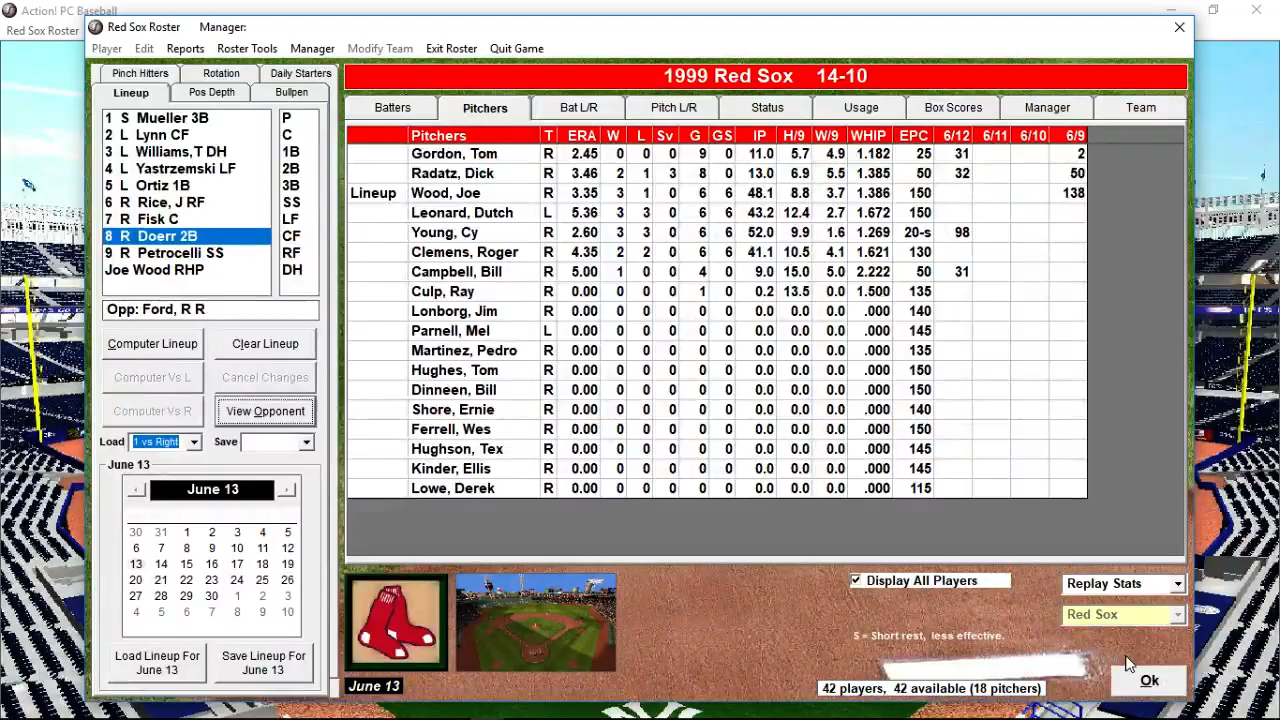 Action! PC Baseball
Red Sox Roster
Red Sox Roster Manager:
Player Edit Reports Roster Tools Manager Modify Team Exit Roster Quit Game
Pinch Hitters Rotation Daily Starters
Lineup Pos Depth Bullpen
1 S Mueller 3B P
2 L Lynn CF C
3 L Williams,T DH 1B
4 L Yastrzemski LF 2B
5 L Ortiz 1B 3B
6 R Rice, J RF SS
7 R Fisk C LF
8 R Doerr 2B CF
9 R Petrocelli SS RF
Joe Wood RHP DH
Opp: Ford, R R
Computer Lineup Clear Lineup
Computer Vs L Cancel Changes
Computer Vs R View Opponent
Load 1 vs Right Save
June 13
June 13
30 31 1 2 3 4 5
6 7 8 9 10 11 12
13 14 15 16 17 18 19
20 21 22 23 24 25 26
27 28 29 30 1 2 3
4 5 6 7 8 9 10
Load Lineup For June 13
Save Lineup For June 13
1999 Red Sox 14-10
Batters Pitchers Bat L/R Pitch L/R Status Usage Box Scores Manager Team
Pitchers T ERA W L Sv G GS IP H/9 W/9 WHIP EPC 6/12 6/11 6/10 6/9
Gordon, Tom R 2.45 0 0 0 9 0 11.0 5.7 4.9 1.182 25 31 2
Radatz, Dick R 3.46 2 1 3 8 0 13.0 6.9 5.5 1.385 50 32 50
Lineup Wood, Joe R 3.35 3 1 0 6 6 48.1 8.8 3.7 1.386 150 138
Leonard, Dutch L 5.36 3 3 0 6 6 43.2 12.4 2.7 1.672 150
Young, Cy R 2.60 3 3 0 6 6 52.0 9.9 1.6 1.269 20-s 98
Clemens, Roger R 4.35 2 2 0 6 6 41.1 10.5 4.1 1.621 130
Campbell, Bill R 5.00 1 0 0 4 0 9.0 15.0 5.0 2.222 50 31
Culp, Ray R 0.00 0 0 0 1 0 0.2 13.5 0.0 1.500 135
Lonborg, Jim R 0.00 0 0 0 0 0 0.0 0.0 0.0 .000 140
Parnell, Mel L 0.00 0 0 0 0 0 0.0 0.0 0.0 .000 145
Martinez, Pedro R 0.00 0 0 0 0 0 0.0 0.0 0.0 .000 135
Hughes, Tom R 0.00 0 0 0 0 0 0.0 0.0 0.0 .000 150
Dinneen, Bill R 0.00 0 0 0 0 0 0.0 0.0 0.0 .000 150
Shore, Ernie R 0.00 0 0 0 0 0 0.0 0.0 0.0 .000 140
Ferrell, Wes R 0.00 0 0 0 0 0 0.0 0.0 0.0 .000 150
Hughson, Tex R 0.00 0 0 0 0 0 0.0 0.0 0.0 .000 145
Kinder, Ellis R 0.00 0 0 0 0 0 0.0 0.0 0.0 .000 145
Lowe, Derek R 0.00 0 0 0 0 0 0.0 0.0 0.0 .000 115
Display All Players
Replay Stats
Red Sox
S = Short rest, less effective.
June 13
42 players, 42 available (18 pitchers)
Ok